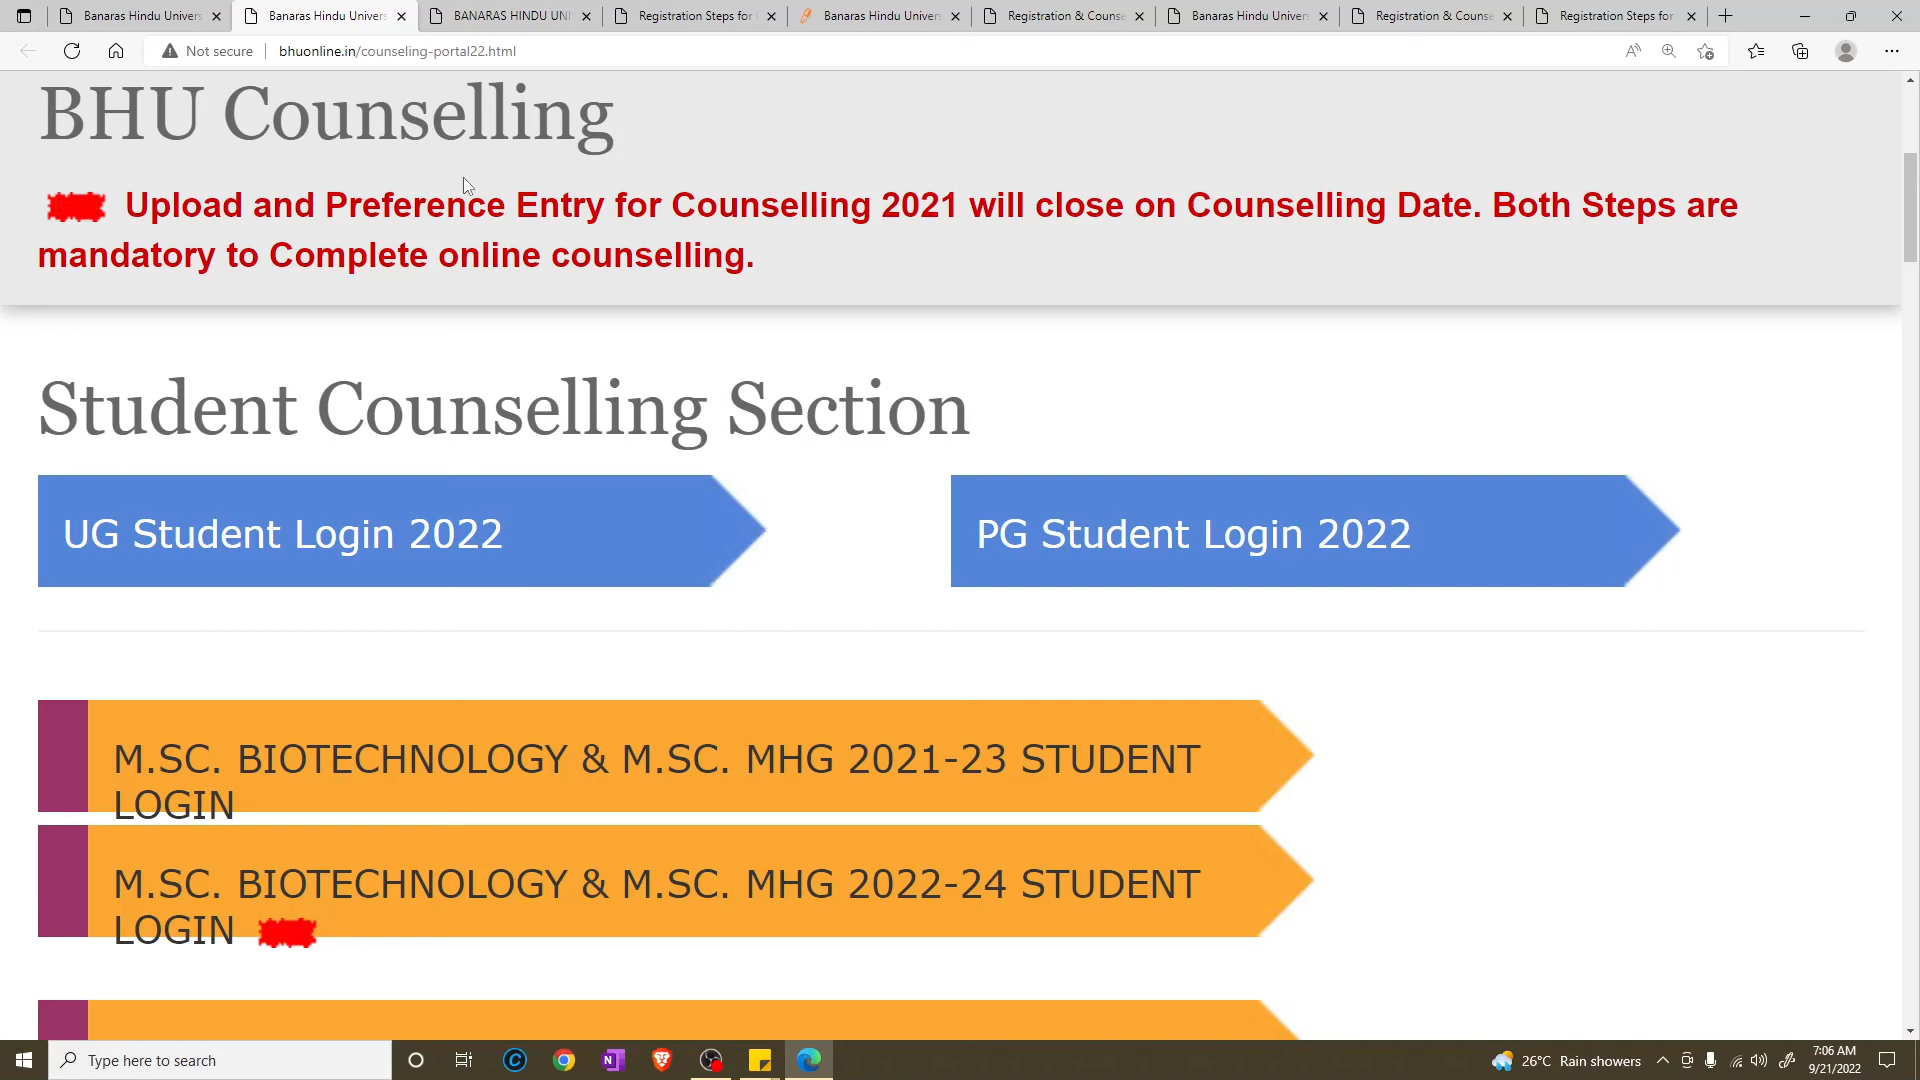 Banaras Hindu Univers
Banaras Hindu Univers
BANARAS HINDU UNI
Registration Steps for
Banaras Hindu Univers
Registration & Counse
Banaras Hindu Univers
Registration & Counse
Registration Steps for
Not secure
bhuonline.in/counseling-portal22.html
BHU Counselling
Upload and Preference Entry for Counselling 2021 will close on Counselling Date. Both Steps are
mandatory to Complete online counselling.
Student Counselling Section
UG Student Login 2022
PG Student Login 2022
M.SC. BIOTECHNOLOGY & M.SC. MHG 2021-23 STUDENT
LOGIN
M.SC. BIOTECHNOLOGY & M.SC. MHG 2022-24 STUDENT
LOGIN
Type here to search
26°C Rain showers
7:06 AM
9/21/2022